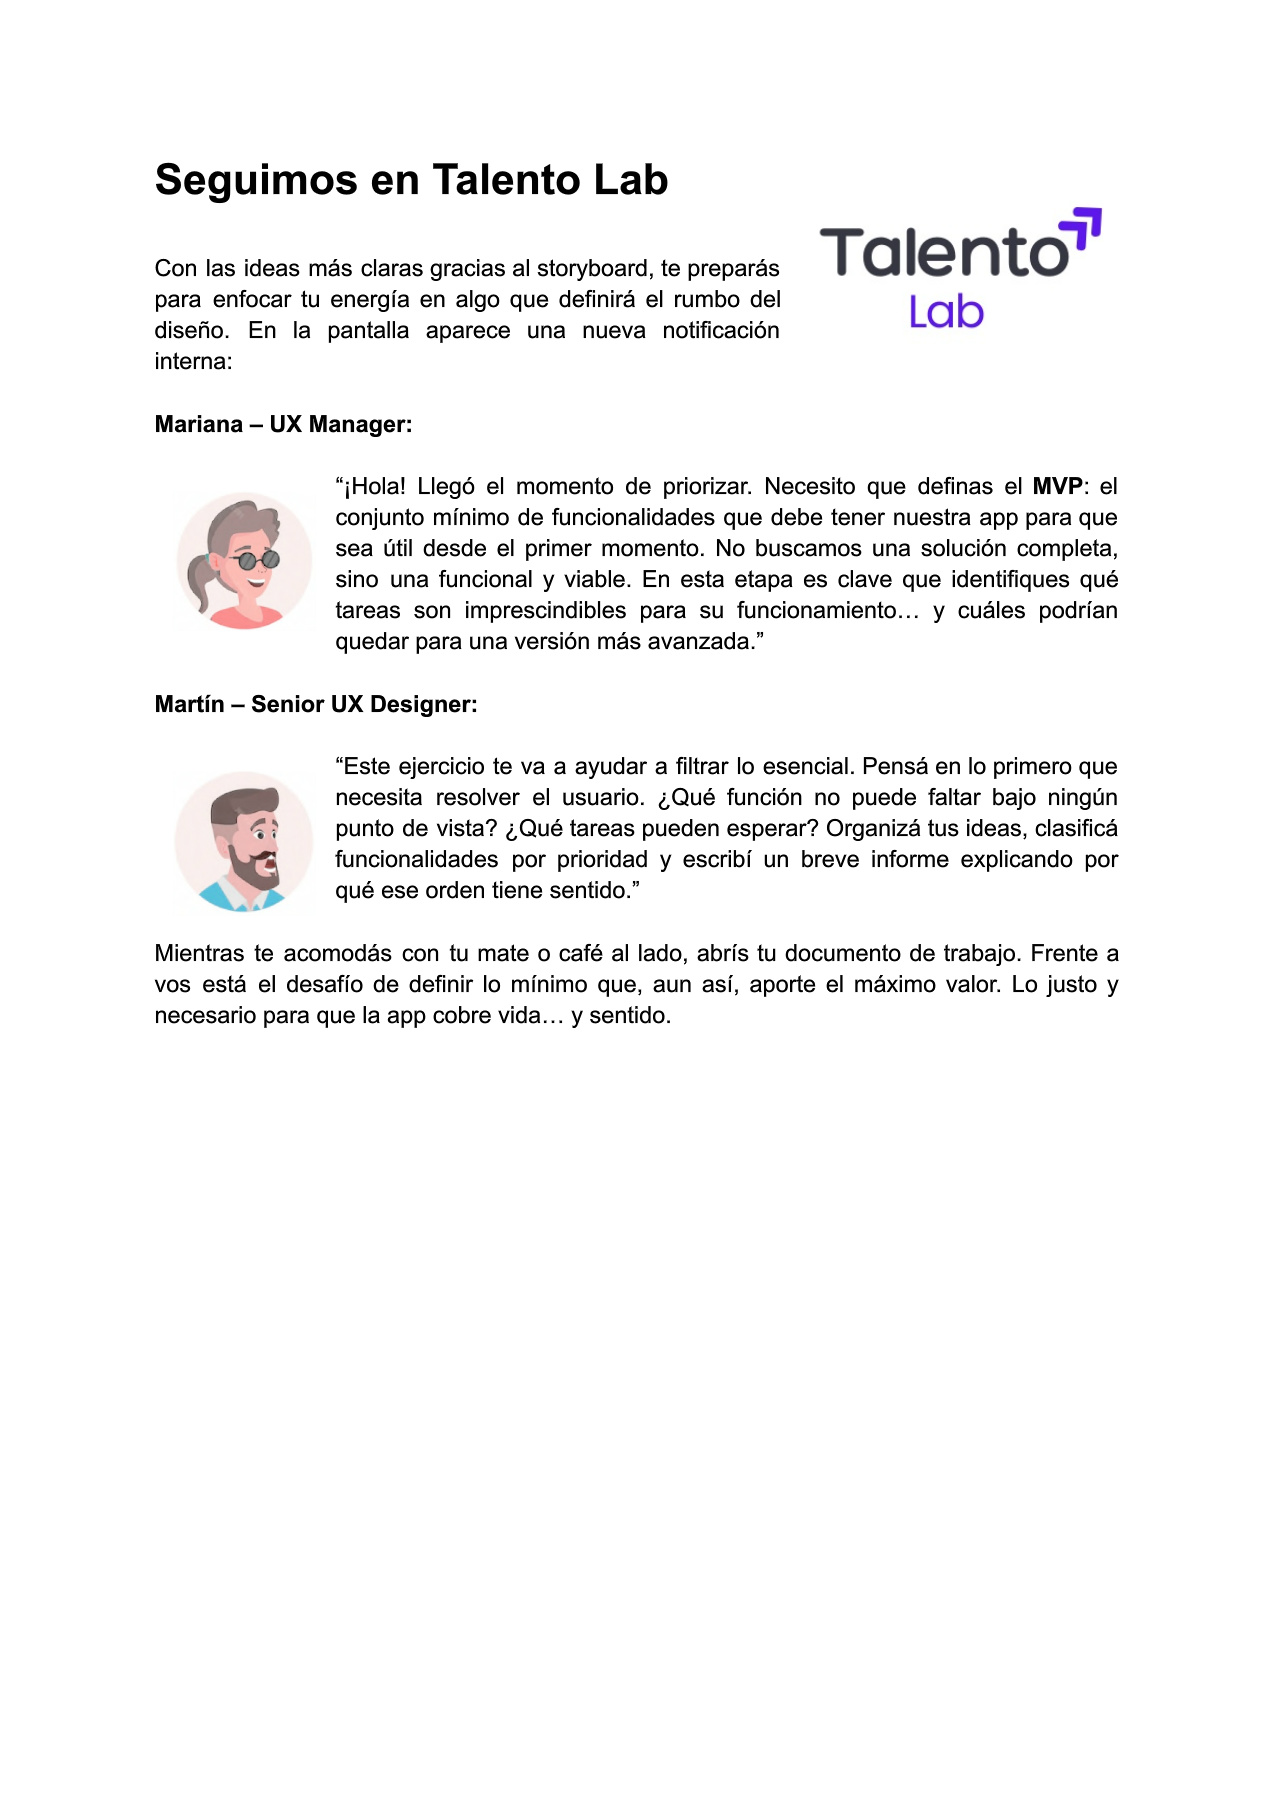 Seguimos en Talento Lab
Talento
Lab
Con las ideas más claras gracias al storyboard, te preparás
para enfocar tu energía en algo que definirá el rumbo del
diseño. En la pantalla aparece una nueva notificación
interna:
Mariana – UX Manager:
“¡Hola! Llegó el momento de priorizar. Necesito que definas el MVP: el
conjunto mínimo de funcionalidades que debe tener nuestra app para que
sea útil desde el primer momento. No buscamos una solución completa,
sino una funcional y viable. En esta etapa es clave que identifiques qué
tareas son imprescindibles para su funcionamiento… y cuáles podrían
quedar para una versión más avanzada.”
Martín – Senior UX Designer:
“Este ejercicio te va a ayudar a filtrar lo esencial. Pensá en lo primero que
necesita resolver el usuario. ¿Qué función no puede faltar bajo ningún
punto de vista? ¿Qué tareas pueden esperar? Organizá tus ideas, clasificá
funcionalidades por prioridad y escribí un breve informe explicando por
qué ese orden tiene sentido.”
Mientras te acomodás con tu mate o café al lado, abrís tu documento de trabajo. Frente a
vos está el desafío de definir lo mínimo que, aun así, aporte el máximo valor. Lo justo y
necesario para que la app cobre vida… y sentido.